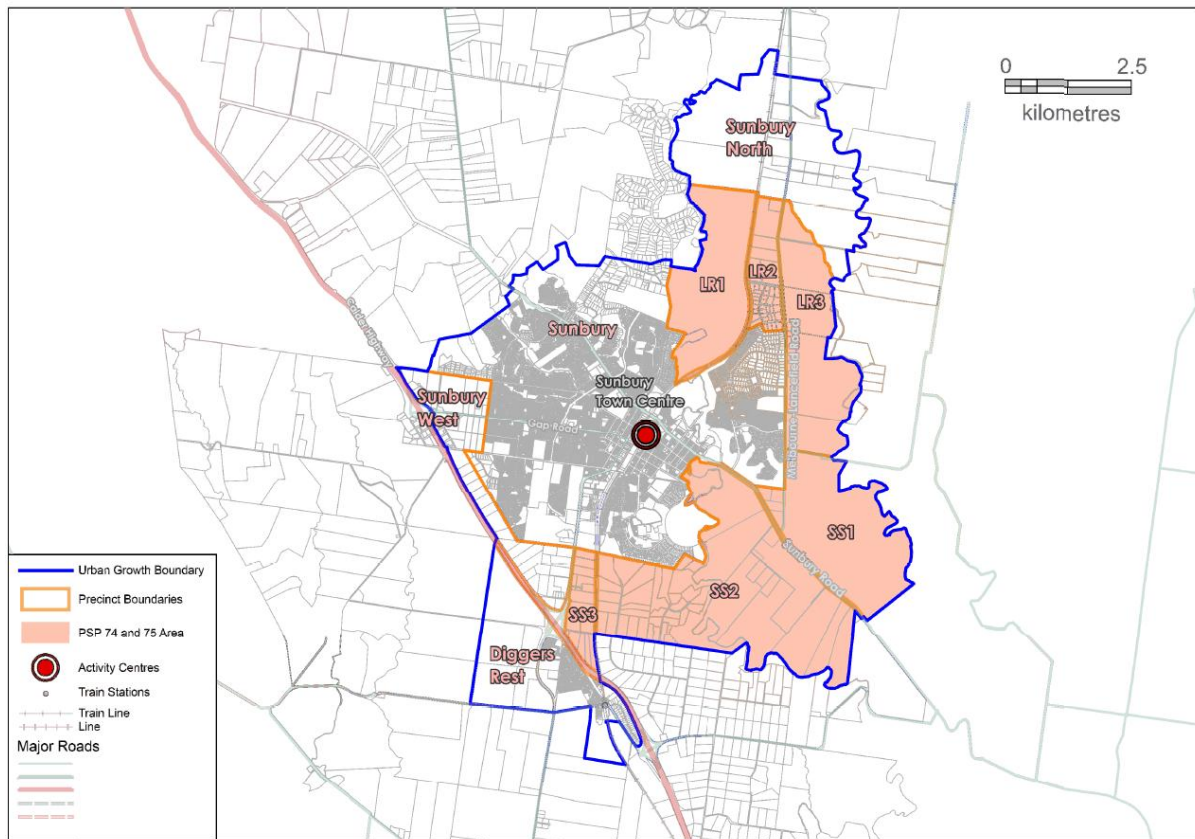 0 2.5
kilometres
Sunbury
North
LR1
LR2
LR3
Sunbury
Calder Highway
Sunbury
West
Sunbury
Town Centre
Gap Road
Melbourne Lancefield Road
SS1
Sunbury Road
SS2
SS3
Diggers
Rest
Urban Growth Boundary
Precinct Boundaries
PSP 74 and 75 Area
Activity Centres
Train Stations
Train Line
Line
Major Roads